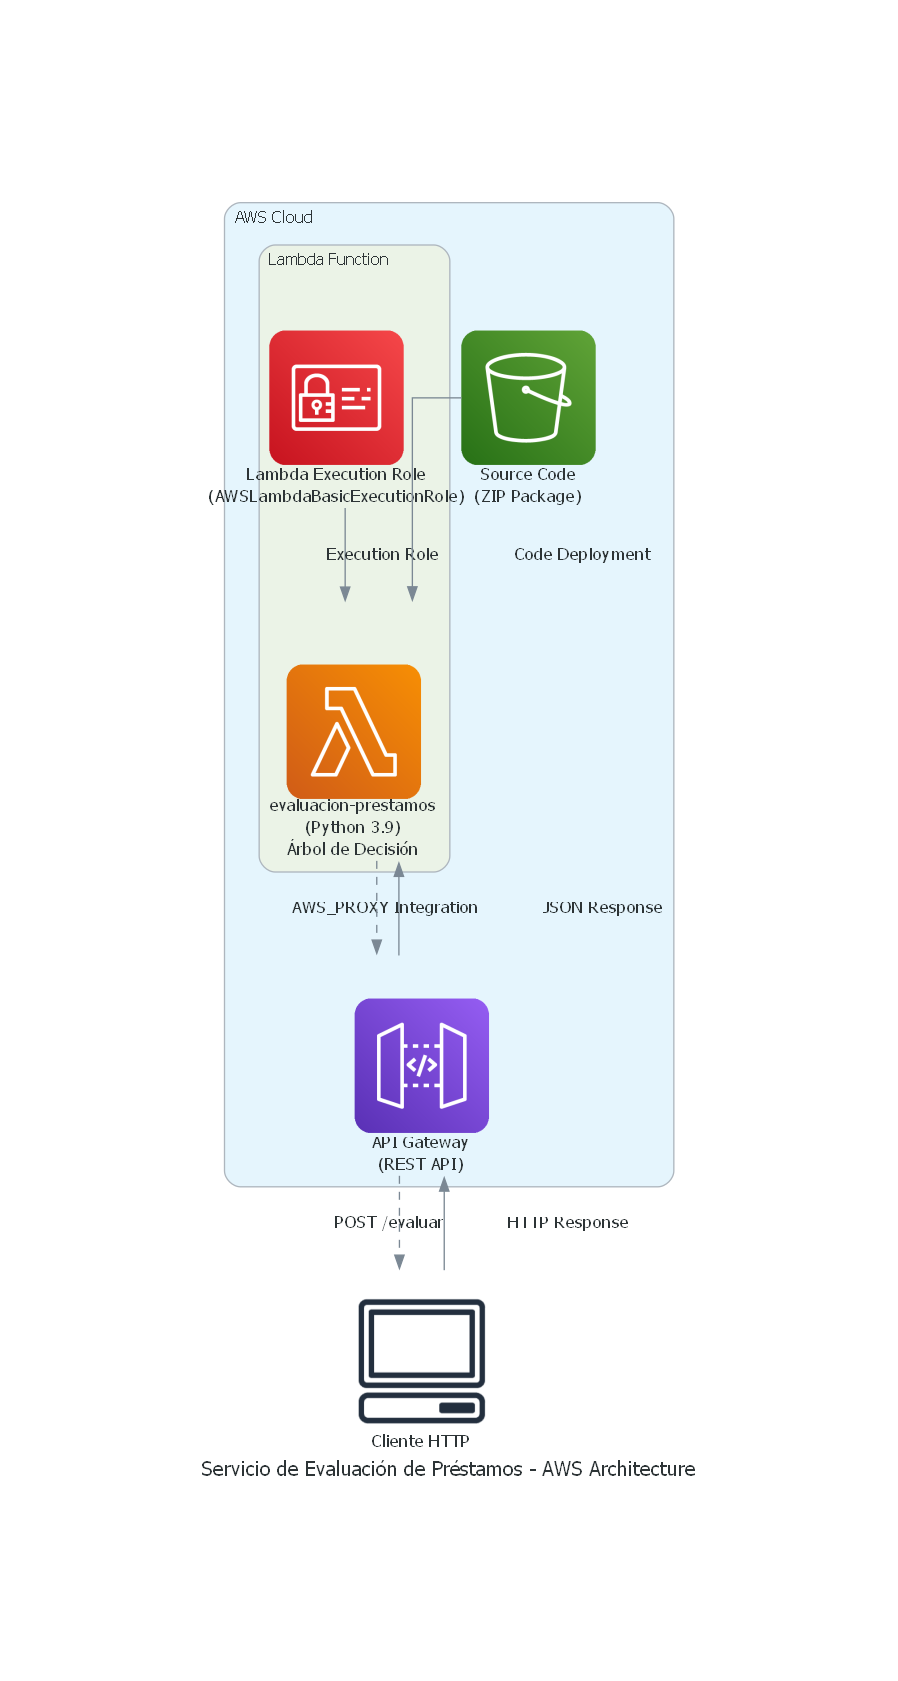 AWS Cloud
Lambda Function
Lambda Execution Role
(AWSLambdaBasicExecutionRole)
Source Code
(ZIP Package)
Execution Role
Code Deployment
evaluacion-prestamos
(Python 3.9)
Árbol de Decisión
AWS_PROXY Integration
JSON Response
API Gateway
(REST API)
POST /evaluar
HTTP Response
Cliente HTTP
Servicio de Evaluación de Préstamos - AWS Architecture